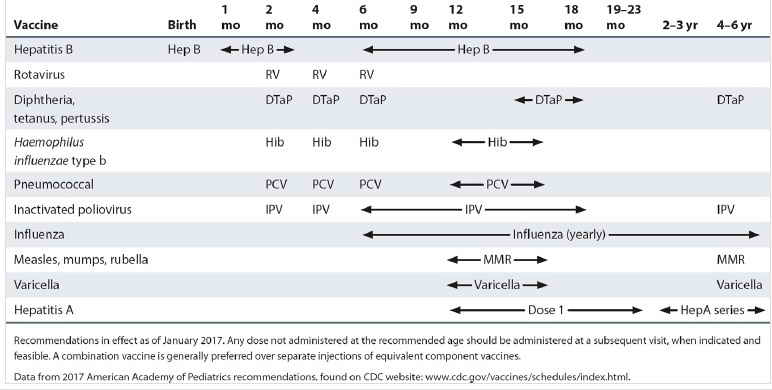 1 2 4 6 9 12 15 18 19–23
Vaccine Birth mo mo mo mo mo mo mo mo mo 2–3 yr 4–6 yr
Hepatitis B Hep B Hep B Hep B
Rotavirus RV RV RV
Diphtheria, DTaP DTaP DTaP DTaP DTaP
tetanus, pertussis
Haemophilus Hib Hib Hib Hib
influenzae type b
Pneumococcal PCV PCV PCV PCV
Inactivated poliovirus IPV IPV IPV IPV
Influenza Influenza (yearly)
Measles, mumps, rubella MMR MMR
Varicella Varicella Varicella
Hepatitis A Dose 1 HepA series
Recommendations in effect as of January 2017. Any dose not administered at the recommended age should be administered at a subsequent visit, when indicated and
feasible. A combination vaccine is generally preferred over separate injections of equivalent component vaccines.
Data from 2017 American Academy of Pediatrics recommendations, found on CDC website: www.cdc.gov/vaccines/schedules/index.html.